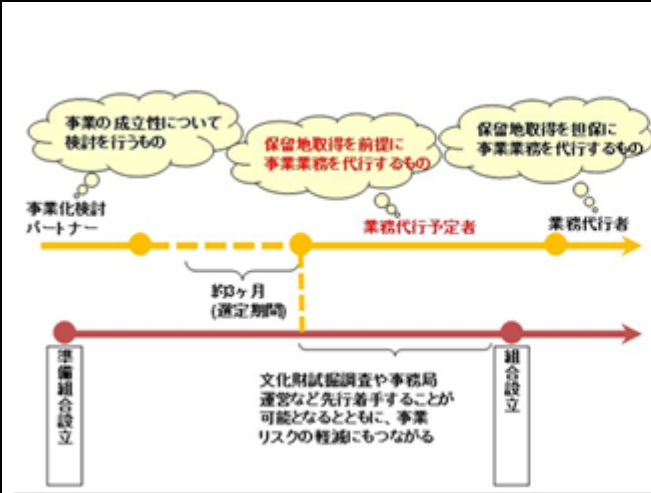 事業の成立性について
検討を行うもの
保留地取得を前提に
事業業務を代行するもの
保留地取得を担保に
事業業務を代行するもの
事業化検討
パートナー
業務代行予定者
業務代行者
約3ヶ月
(選定期間)
準備組合設立
文化財試掘調査や事務局
運営など先行着手することが
可能となるとともに、事業
リスクの軽減にもつながる
組合設立